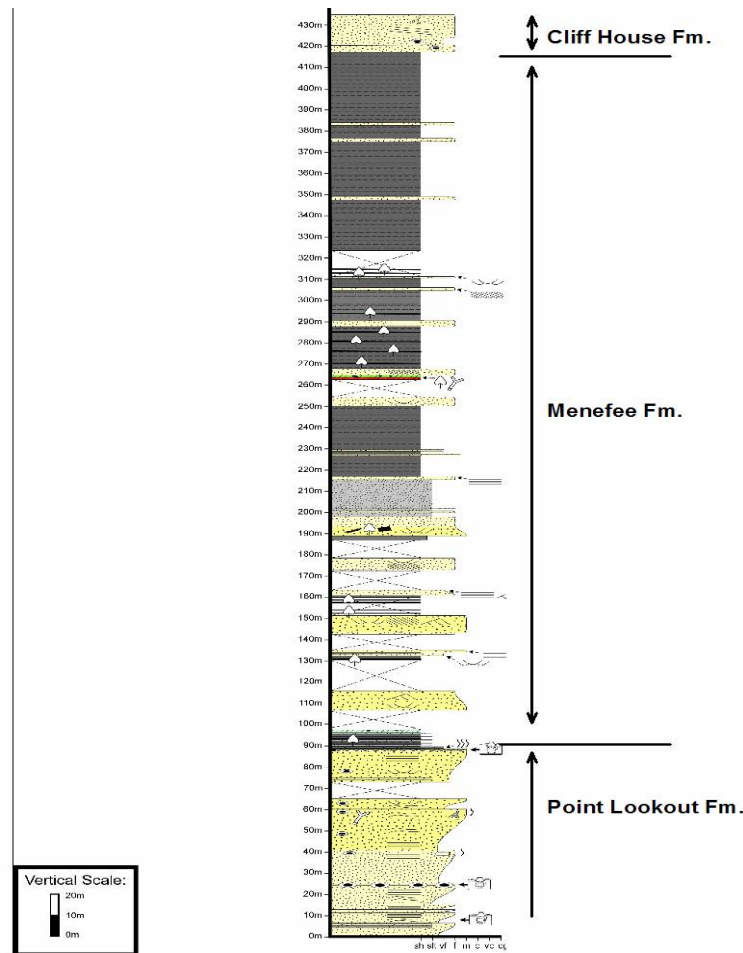 430m
Cliff House Fm.
420m
410m
400m
390m
380m
370m
360m
350m
340m
330m
320m
310m
300m
290m
280m
270m
260m
250m
Menefee Fm.
240m
230m
220m
210m
200m
190m
180m
170m
160m
150m
140m
130m
120m
110m
100m
90m
80m
70m
Point Lookout Fm.
60m
50m
40m
30m
20m
10m
0m
Vertical Scale:
20m
10m
0m
sh slt vf f m c vc cg